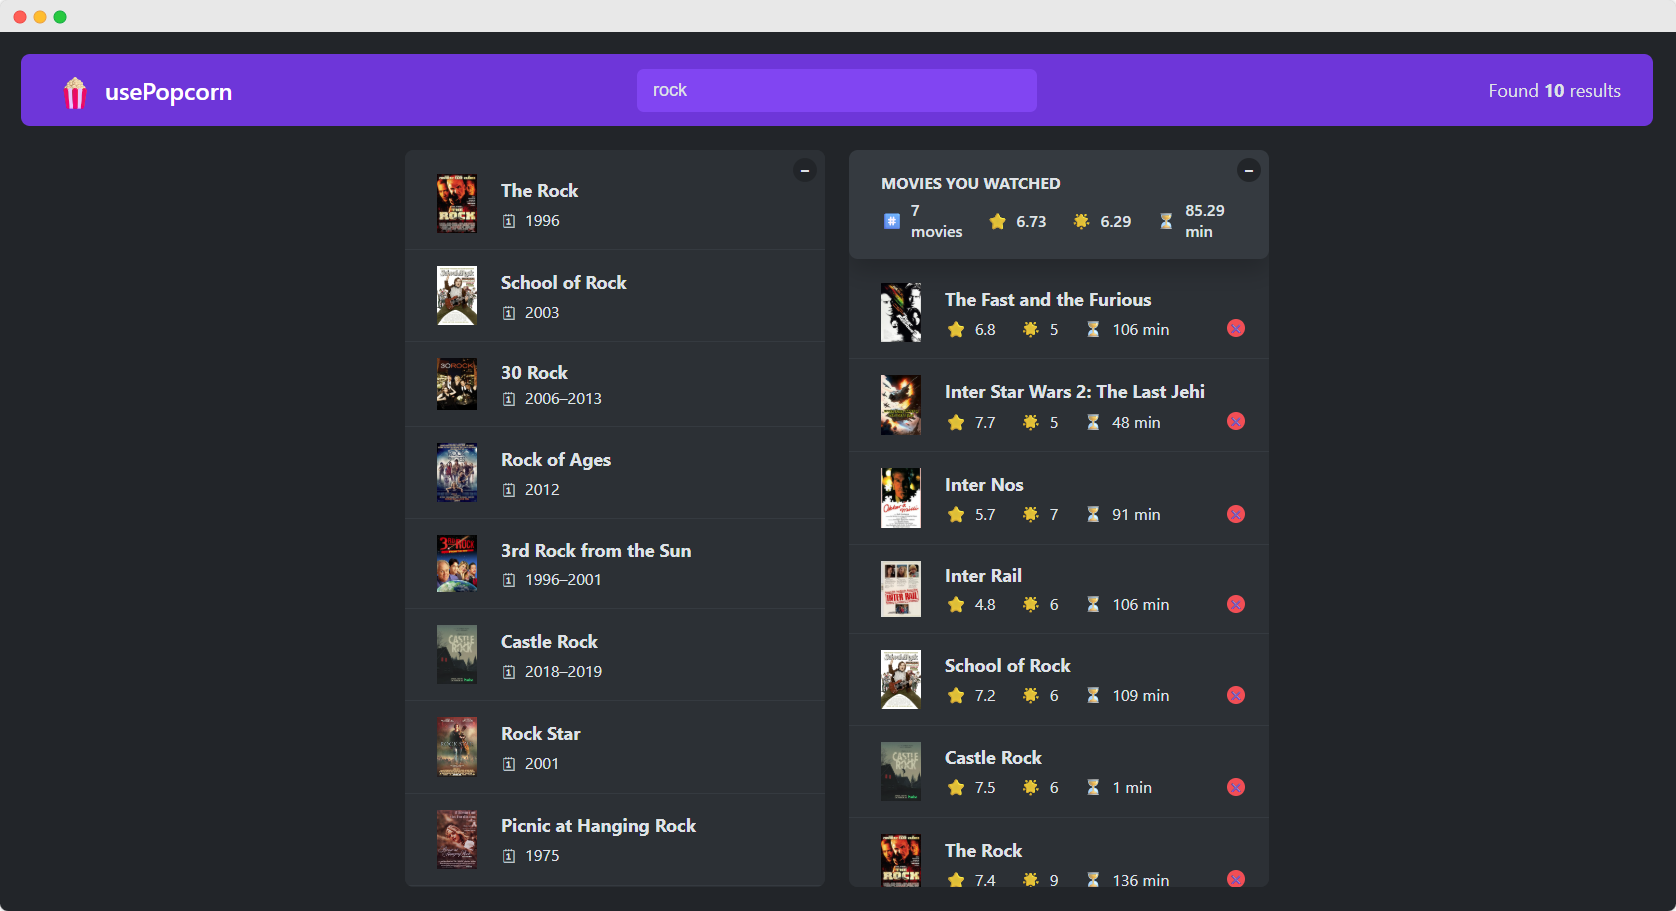 usePopcorn
rock
Found 10 results
The Rock
1996
School of Rock
2003
30 Rock
2006–2013
Rock of Ages
2012
3rd Rock from the Sun
1996–2001
Castle Rock
2018–2019
Rock Star
2001
Picnic at Hanging Rock
1975
MOVIES YOU WATCHED
# 7 movies 6.73 6.29 85.29 min
The Fast and the Furious
6.8 5 106 min
Inter Star Wars 2: The Last Jehi
7.7 5 48 min
Inter Nos
5.7 7 91 min
Inter Rail
4.8 6 106 min
School of Rock
7.2 6 109 min
Castle Rock
7.5 6 1 min
The Rock
7.4 9 136 min